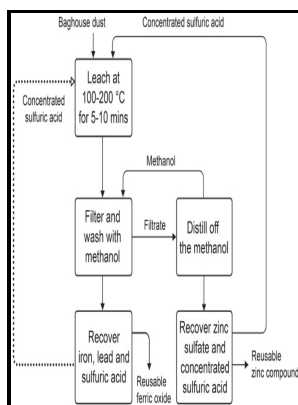 Baghouse dust
Concentrated sulfuric acid
Leach at
100-200 °C
for 5-10 mins
Concentrated
sulfuric acid
Methanol
Filter and
wash with
methanol
Filtrate
Distill off
the methanol
Recover
iron, lead and
sulfuric acid
Recover zinc
sulfate and
concentrated
sulfuric acid
Reusable
ferric oxide
Reusable
zinc compound